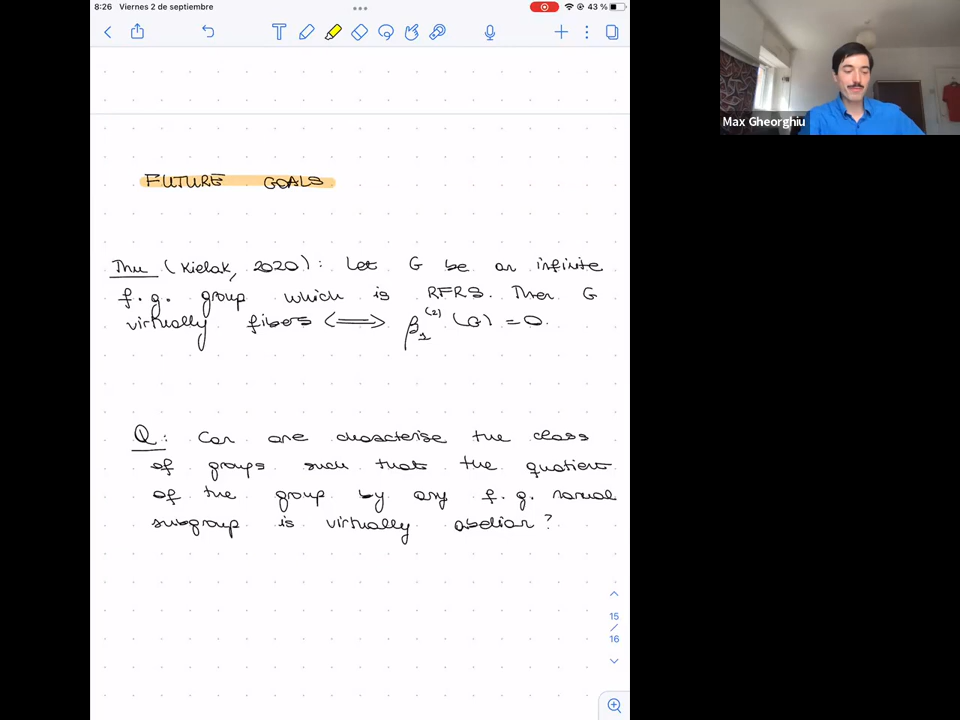 8:26 Viernes 2 de septiembre
43 %
Max Gheorghiu
FUTURE GOALS
Thm (Kielak, 2020): Let G be an infinite
f.g. group which is RFRS. Then G
virtually fibers <=> β₁⁽²⁾(G) = 0.
Q: Can one characterise the class
of groups such that the quotient
of the group by any f.g. normal
subgroup is virtually abelian?
15
/
16